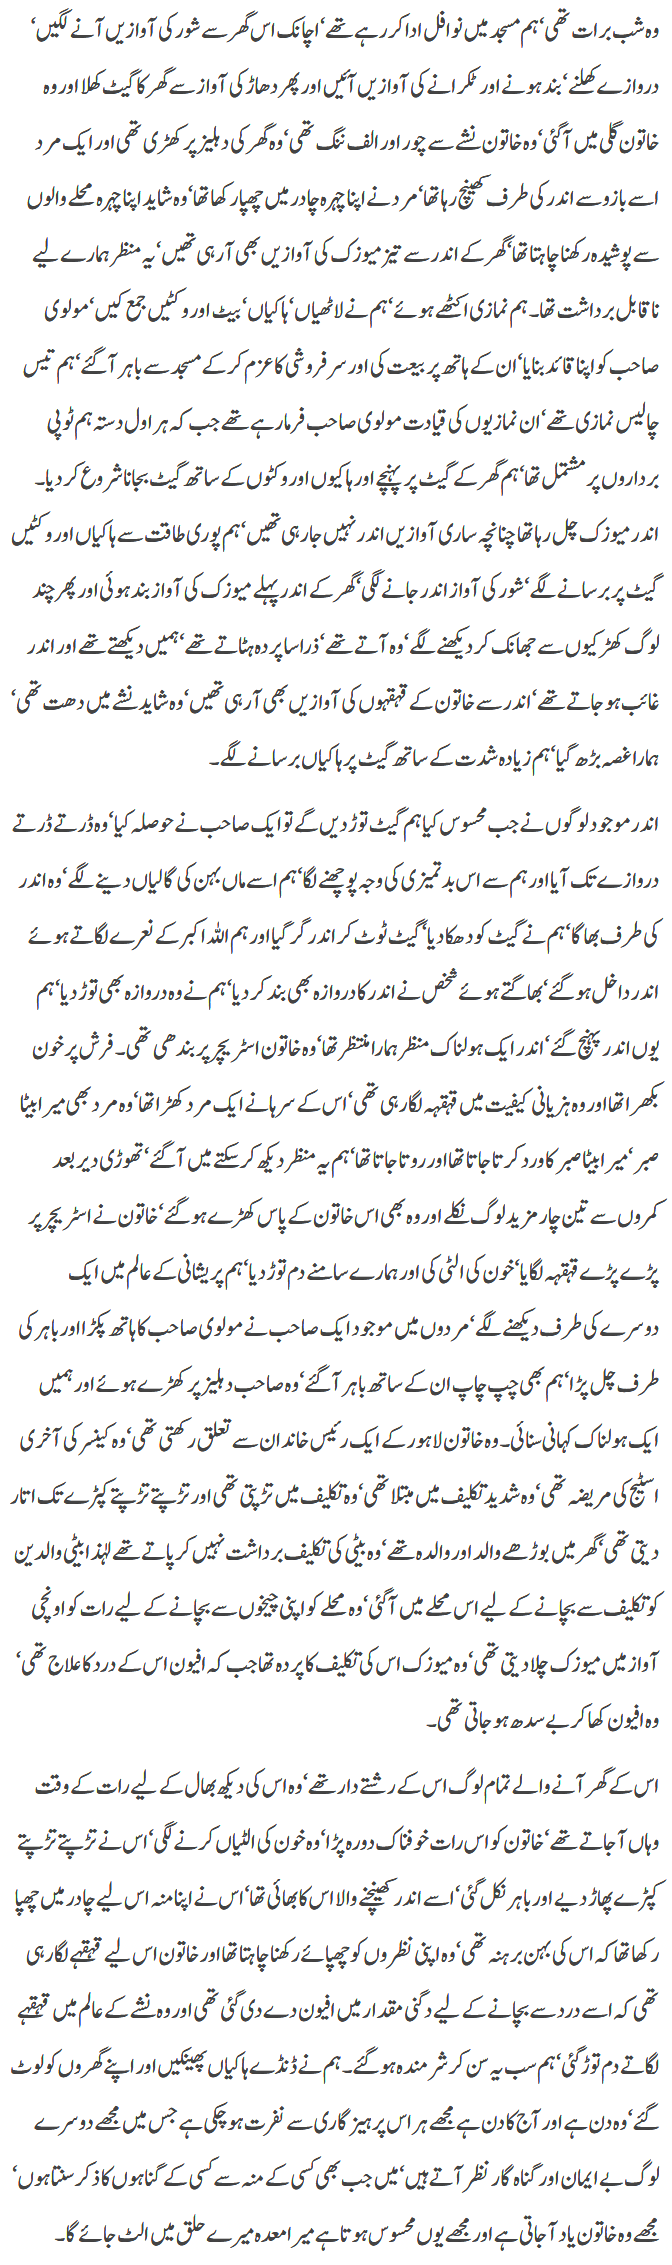 وہ شب برات تھی‘ہم مسجد میں نوافل ادا کر رہے تھے‘ اچانک اس گھر سے شور کی آوازیں آنے لگیں‘
دروازے کھلنے‘ بند ہونے اور ٹکرانے کی آوازیں آئیں اور پھر دھاڑ کی آواز سے گھر کا گیٹ کھلا اور وہ
خاتون گلی میں آ گئی‘ وہ خاتون نشے سے چور اور الف ننگ تھی‘ وہ گھر کی دہلیز پر کھڑی تھی اور ایک مرد
اسے بازو سے اندر کی طرف کھینچ رہا تھا‘ مرد نے اپنا چہرہ چادر میں چھپا رکھا تھا‘ وہ شاید اپنا چہرہ محلے والوں
سے پوشیدہ رکھنا چاہتا تھا‘ گھر کے اندر سے تیز میوزک کی آوازیں بھی آ رہی تھیں‘ یہ منظر ہمارے لیے
ناقابل برداشت تھا۔ ہم نمازی اکٹھے ہوئے‘ ہم نے لاٹھیاں‘ ہاکیاں‘ بیٹ اور وکٹیں جمع کیں‘ مولوی
صاحب کو اپنا قائد بنایا‘ ان کے ہاتھ پر بیعت کی اور سرفروشی کا عزم کر کے مسجد سے باہر آ گئے‘ ہم تیس
چالیس نمازی تھے‘ ان نمازیوں کی قیادت مولوی صاحب فرما رہے تھے جب کہ ہراول دستہ ہم ٹوپی
برداروں پر مشتمل تھا‘ ہم گھر کے گیٹ پر پہنچے اور ہاکیوں اور وکٹوں کے ساتھ گیٹ بجانا شروع کر دیا۔
اندر میوزک چل رہا تھا چنانچہ ساری آوازیں اندر نہیں جا رہی تھیں‘ ہم پوری طاقت سے ہاکیاں اور وکٹیں
گیٹ پر برسانے لگے‘ شور کی آواز اندر جانے لگی‘ گھر کے اندر پہلے میوزک کی آواز بند ہوئی اور پھر چند
لوگ کھڑکیوں سے جھانک کر دیکھنے لگے‘ وہ آتے تھے‘ ذرا سا پردہ ہٹاتے تھے‘ ہمیں دیکھتے تھے اور اندر
غائب ہو جاتے تھے‘ اندر سے خاتون کے قہقہوں کی آوازیں بھی آ رہی تھیں‘ وہ شاید نشے میں دھت تھی‘
ہمارا غصہ بڑھ گیا‘ ہم زیادہ شدت کے ساتھ گیٹ پر ہاکیاں برسانے لگے۔
اندر موجود لوگوں نے جب محسوس کیا ہم گیٹ توڑ دیں گے تو ایک صاحب نے حوصلہ کیا‘ وہ ڈرتے ڈرتے
دروازے تک آیا اور ہم سے اس بدتمیزی کی وجہ پوچھنے لگا‘ ہم اسے ماں بہن کی گالیاں دینے لگے‘ وہ اندر
کی طرف بھاگا‘ ہم نے گیٹ کو دھکا دیا‘ گیٹ ٹوٹ کر اندر گر گیا اور ہم اللہ اکبر کے نعرے لگاتے ہوئے
اندر داخل ہو گئے‘ بھاگتے ہوئے شخص نے اندر کا دروازہ بھی بند کر دیا‘ ہم نے وہ دروازہ بھی توڑ دیا‘ ہم
یوں اندر پہنچ گئے‘ اندر ایک ہولناک منظر ہمارا منتظر تھا‘ وہ خاتون اسٹریچر پر بندھی تھی۔ فرش پر خون
بکھرا تھا اور وہ ہزیانی کیفیت میں قہقہہ لگا رہی تھی‘ اس کے سرہانے ایک مرد کھڑا تھا‘ وہ مرد بھی میرا بیٹا
صبر‘ میرا بیٹا صبر کا ورد کرتا جاتا تھا اور روتا جاتا تھا‘ ہم یہ منظر دیکھ کر سکتے میں آ گئے‘ تھوڑی دیر بعد
کمروں سے تین چار مزید لوگ نکلے اور وہ بھی اس خاتون کے پاس کھڑے ہو گئے‘ خاتون نے اسٹریچر پر
پڑے پڑے قہقہہ لگایا‘ خون کی الٹی کی اور ہمارے سامنے دم توڑ دیا‘ ہم پریشانی کے عالم میں ایک
دوسرے کی طرف دیکھنے لگے‘ مردوں میں موجود ایک صاحب نے مولوی صاحب کا ہاتھ پکڑا اور باہر کی
طرف چل پڑا‘ ہم بھی چپ چاپ ان کے ساتھ باہر آ گئے‘ وہ صاحب دہلیز پر کھڑے ہوئے اور ہمیں
ایک ہولناک کہانی سنائی۔ وہ خاتون لاہور کے ایک رئیس خاندان سے تعلق رکھتی تھی‘ وہ کینسر کی آخری
اسٹیج کی مریضہ تھی‘ وہ شدید تکلیف میں مبتلا تھی‘ وہ تکلیف میں تڑپتی تھی اور تڑپتے تڑپتے کپڑے تک اتار
دیتی تھی‘ گھر میں بوڑھے والد اور والدہ تھے‘ وہ بیٹی کی تکلیف برداشت نہیں کر پاتے تھے لہٰذا بیٹی والدین
کو تکلیف سے بچانے کے لیے اس محلے میں آ گئی‘ وہ محلے کو اپنی چیخوں سے بچانے کے لیے رات کو اونچی
آواز میں میوزک چلا دیتی تھی‘ وہ میوزک اس کی تکلیف کا پردہ تھا جب کہ افیون اس کے درد کا علاج تھی‘
وہ افیون کھا کر بے سدھ ہو جاتی تھی۔
اس کے گھر آنے والے تمام لوگ اس کے رشتے دار تھے‘ وہ اس کی دیکھ بھال کے لیے رات کے وقت
وہاں آ جاتے تھے‘ خاتون کو اس رات خوفناک دورہ پڑا‘ وہ خون کی الٹیاں کرنے لگی‘ اس نے تڑپتے تڑپتے
کپڑے پھاڑ دیے اور باہر نکل گئی‘ اسے اندر کھینچنے والا اس کا بھائی تھا‘ اس نے اپنا منہ اس لیے چادر میں چھپا
رکھا تھا کہ اس کی بہن برہنہ تھی‘ وہ اپنی نظروں کو چھپائے رکھنا چاہتا تھا اور خاتون اس لیے قہقہے لگا رہی
تھی کہ اسے درد سے بچانے کے لیے دگنی مقدار میں افیون دے دی گئی تھی اور وہ نشے کے عالم میں قہقہے
لگاتے دم توڑ گئی‘ ہم سب یہ سن کر شرمندہ ہو گئے۔ ہم نے ڈنڈے ہاکیاں پھینکیں اور اپنے گھروں کو لوٹ
گئے‘ وہ دن ہے اور آج کا دن ہے مجھے ہر اس پرہیزگاری سے نفرت ہو چکی ہے جس میں مجھے دوسرے
لوگ بے ایمان اور گناہ گار نظر آتے ہیں‘ میں جب بھی کسی کے منہ سے کسی کے گناہوں کا ذکر سنتا ہوں‘
مجھے وہ خاتون یاد آ جاتی ہے اور مجھے یوں محسوس ہوتا ہے میرا معدہ میرے حلق میں الٹ جائے گا۔